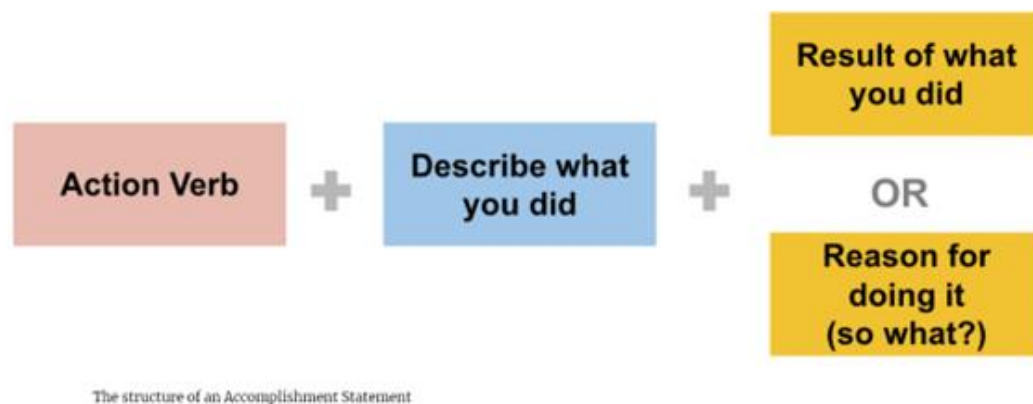 Action Verb
Describe what
you did
Result of what
you did
OR
Reason for
doing it
(so what?)
The structure of an Accomplishment Statement